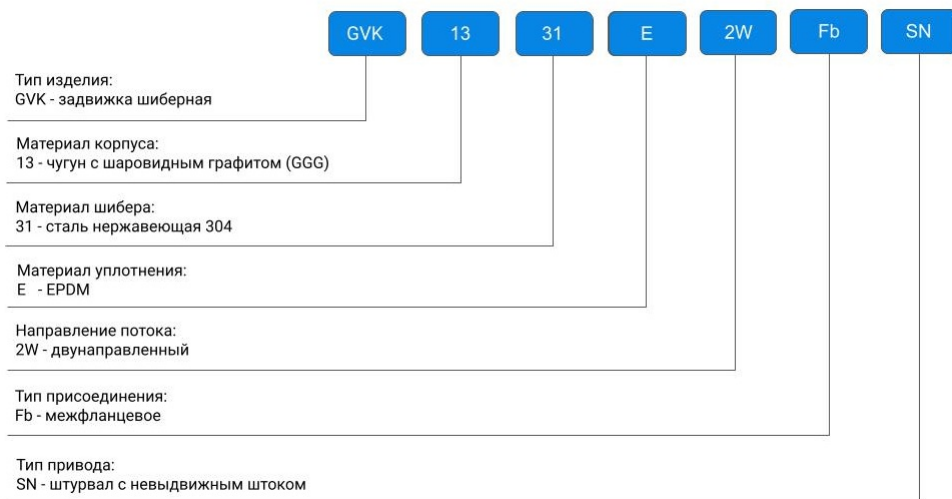 GVK 13 31 E 2W Fb SN
Тип изделия:
GVK - задвижка шиберная
Материал корпуса:
13 - чугун с шаровидным графитом (GGG)
Материал шибера:
31 - сталь нержавеющая 304
Материал уплотнения:
E - EPDM
Направление потока:
2W - двунаправленный
Тип присоединения:
Fb - межфланцевое
Тип привода:
SN - штурвал с невыдвижным штоком